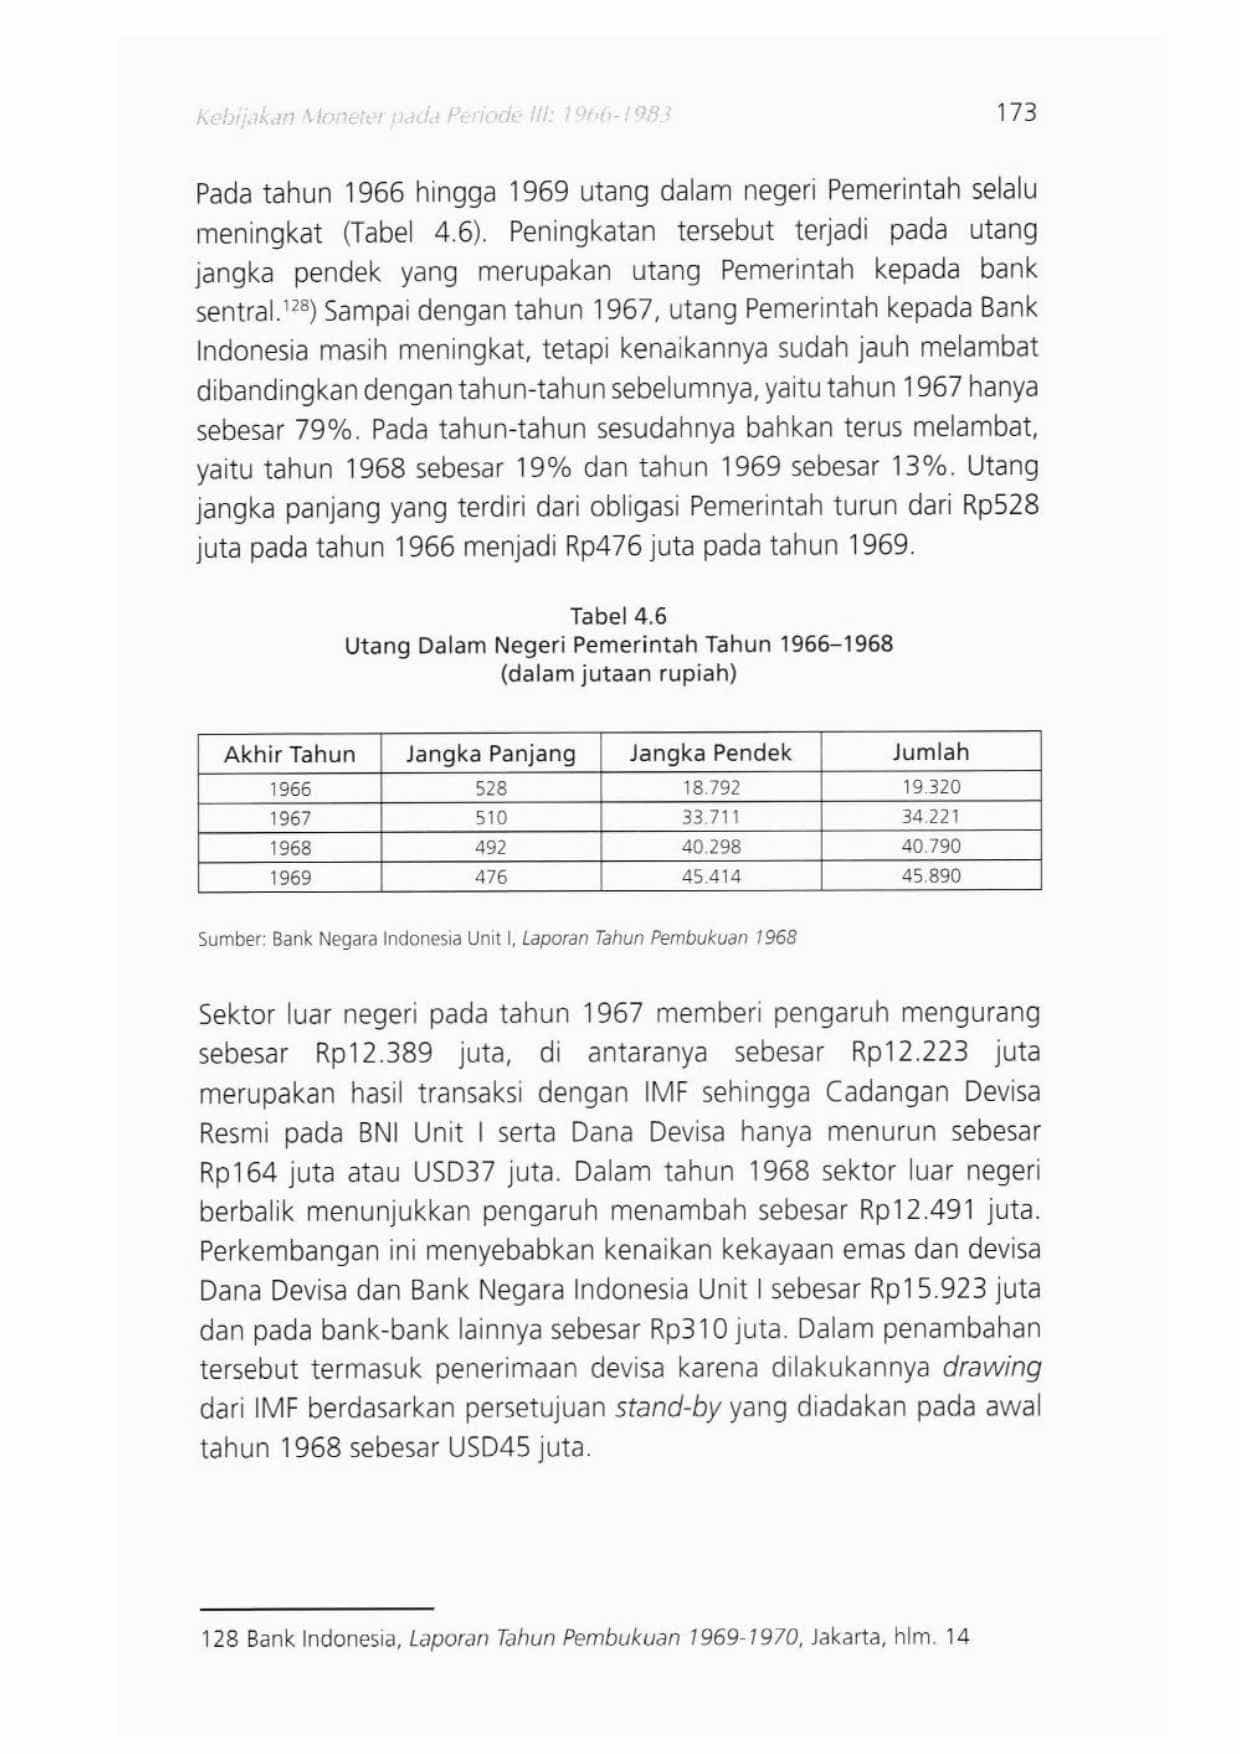 Kebijakan Moneter pada Periode III: 1966-1983 173
Pada tahun 1966 hingga 1969 utang dalam negeri Pemerintah selalu
meningkat (Tabel 4.6). Peningkatan tersebut terjadi pada utang
jangka pendek yang merupakan utang Pemerintah kepada bank
sentral.¹²⁸) Sampai dengan tahun 1967, utang Pemerintah kepada Bank
Indonesia masih meningkat, tetapi kenaikannya sudah jauh melambat
dibandingkan dengan tahun-tahun sebelumnya, yaitu tahun 1967 hanya
sebesar 79%. Pada tahun-tahun sesudahnya bahkan terus melambat,
yaitu tahun 1968 sebesar 19% dan tahun 1969 sebesar 13%. Utang
jangka panjang yang terdiri dari obligasi Pemerintah turun dari Rp528
juta pada tahun 1966 menjadi Rp476 juta pada tahun 1969.
Tabel 4.6
Utang Dalam Negeri Pemerintah Tahun 1966–1968
(dalam jutaan rupiah)
Akhir Tahun Jangka Panjang Jangka Pendek Jumlah
1966 528 18.792 19.320
1967 510 33.711 34.221
1968 492 40.298 40.790
1969 476 45.414 45.890
Sumber: Bank Negara Indonesia Unit I, Laporan Tahun Pembukuan 1968
Sektor luar negeri pada tahun 1967 memberi pengaruh mengurang
sebesar Rp12.389 juta, di antaranya sebesar Rp12.223 juta
merupakan hasil transaksi dengan IMF sehingga Cadangan Devisa
Resmi pada BNI Unit I serta Dana Devisa hanya menurun sebesar
Rp164 juta atau USD37 juta. Dalam tahun 1968 sektor luar negeri
berbalik menunjukkan pengaruh menambah sebesar Rp12.491 juta.
Perkembangan ini menyebabkan kenaikan kekayaan emas dan devisa
Dana Devisa dan Bank Negara Indonesia Unit I sebesar Rp15.923 juta
dan pada bank-bank lainnya sebesar Rp310 juta. Dalam penambahan
tersebut termasuk penerimaan devisa karena dilakukannya drawing
dari IMF berdasarkan persetujuan stand-by yang diadakan pada awal
tahun 1968 sebesar USD45 juta.
128 Bank Indonesia, Laporan Tahun Pembukuan 1969-1970, Jakarta, hlm. 14